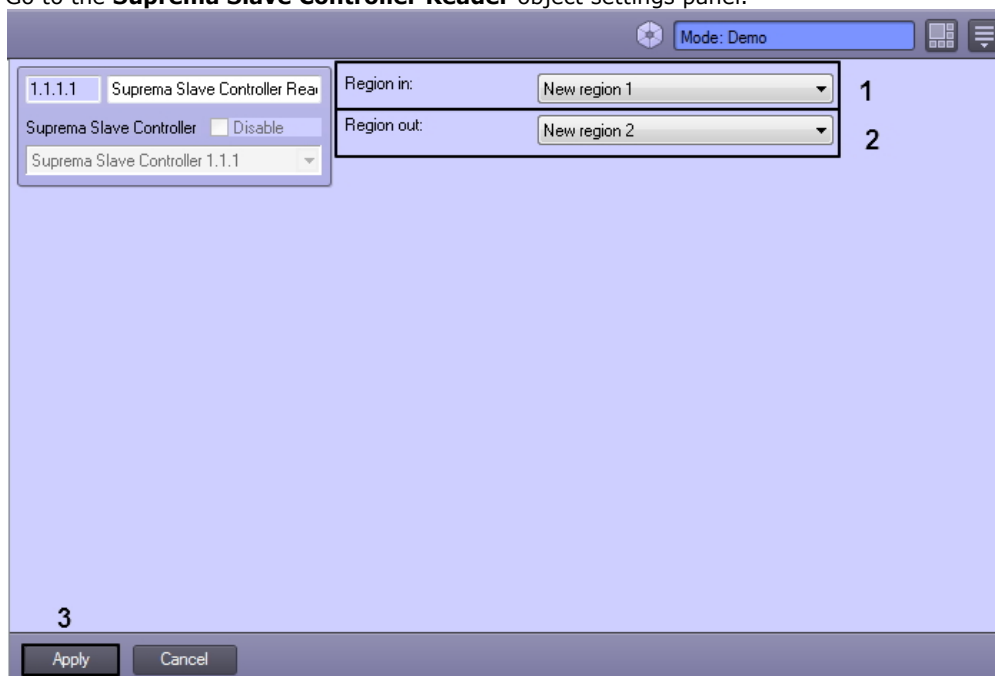 Go to the Suprema Slave Controller Reader object settings panel.
Mode: Demo
1.1.1.1 Suprema Slave Controller Rea
Suprema Slave Controller Disable
Suprema Slave Controller 1.1.1
Region in: New region 1 1
Region out: New region 2 2
3
Apply Cancel